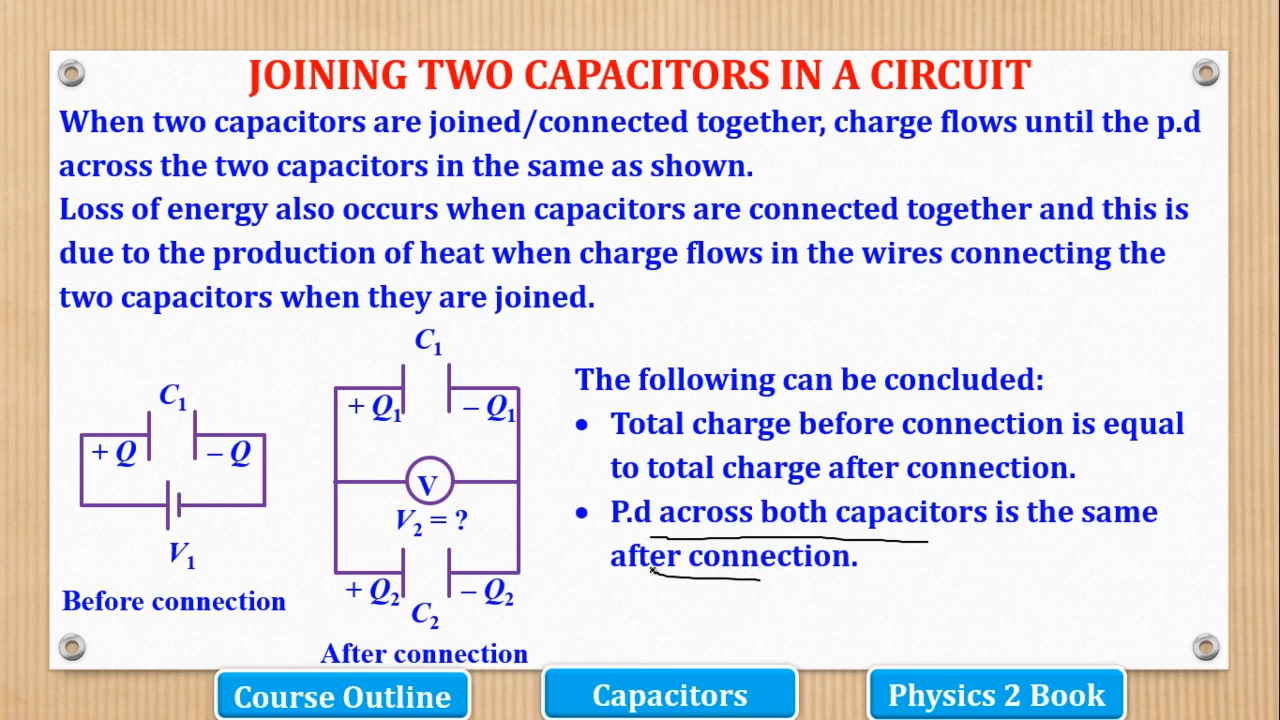 JOINING TWO CAPACITORS IN A CIRCUIT
When two capacitors are joined/connected together, charge flows until the p.d
across the two capacitors in the same as shown.
Loss of energy also occurs when capacitors are connected together and this is
due to the production of heat when charge flows in the wires connecting the
two capacitors when they are joined.
C₁
+ Q
– Q
V₁
Before connection
C₁
+ Q₁
– Q₁
V
V₂ = ?
+ Q₂
– Q₂
C₂
After connection
The following can be concluded:
• Total charge before connection is equal
to total charge after connection.
• P.d across both capacitors is the same
after connection.
Course Outline
Capacitors
Physics 2 Book